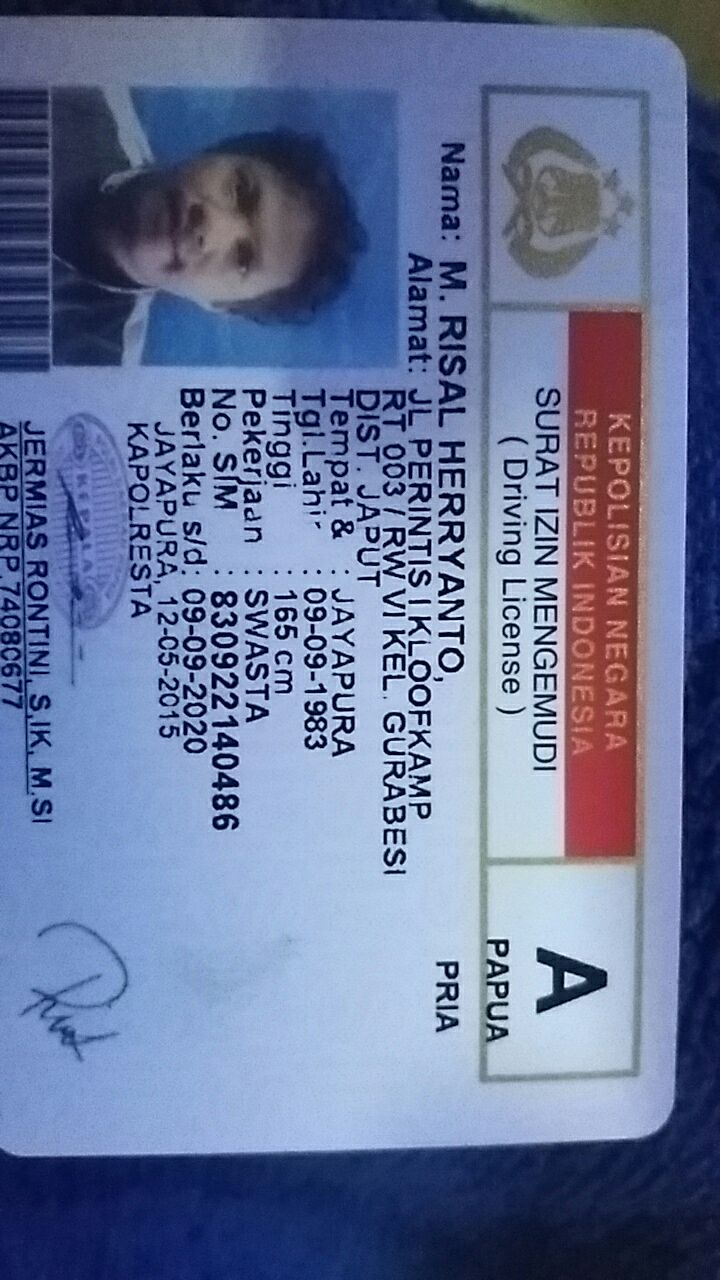 KEPOLISIAN NEGARA
REPUBLIK INDONESIA
SURAT IZIN MENGEMUDI
( Driving License )
A
PAPUA
Nama: M. RISAL HERRYANTO,
PRIA
Alamat: JL PERINTIS I KLOOFKAMP
RT 003 / RW VI KEL. GURABESI
DIST. JAPUT
Tempat & : JAYAPURA
Tgl.Lahir : 09-09-1983
Tinggi : 165 cm
Pekerjaan : SWASTA
No. SIM : 830922140486
Berlaku s/d: 09-09-2020
JAYAPURA, 12-05-2015
KAPOLRESTA
KEPALA
JERMIAS RONTINI, S.IK, M.SI
AKBP NRP.74080677